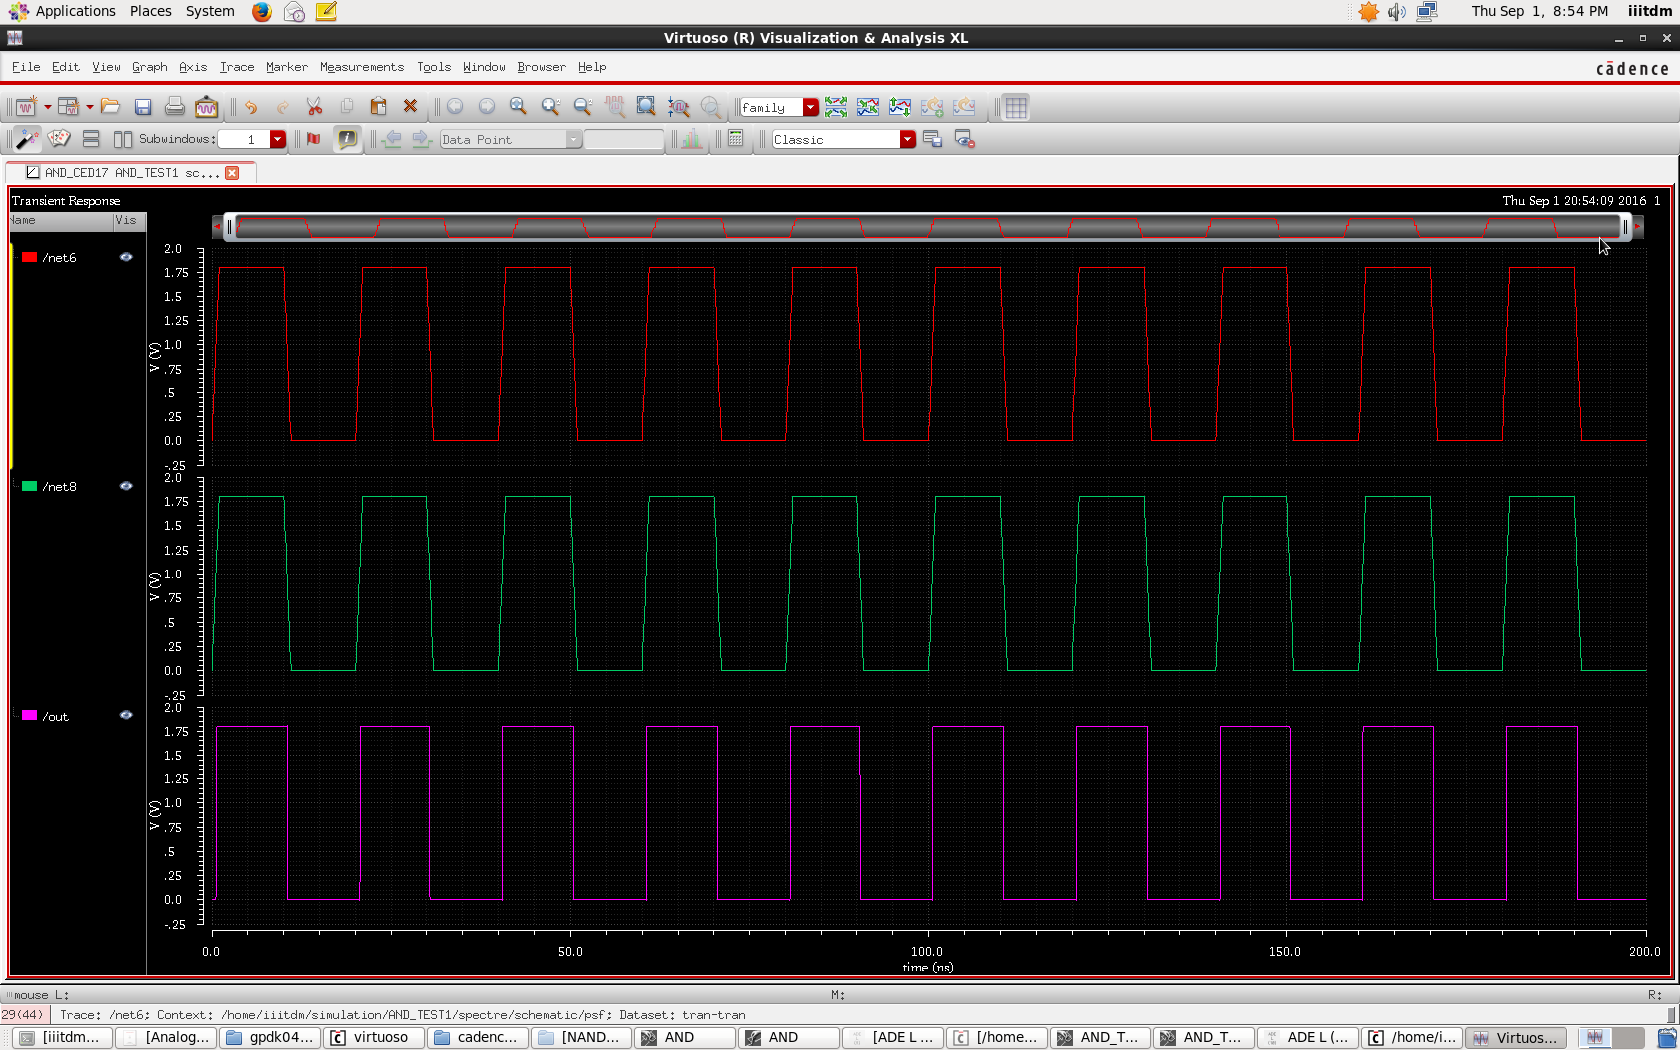 Applications Places System Thu Sep 1, 8:54 PM iiitdm
Virtuoso (R) Visualization & Analysis XL
File Edit View Graph Axis Trace Marker Measurements Tools Window Browser Help cādence
family
Subwindows: 1 Data Point Classic
AND_CED17 AND_TEST1 sc...
Transient Response Thu Sep 1 20:54:09 2016 1
Name Vis
/net6
2.0
1.75
1.5
1.25
1.0
.75
.5
.25
0.0
-.25
V (V)
/net8
2.0
1.75
1.5
1.25
1.0
.75
.5
.25
0.0
-.25
V (V)
/out
2.0
1.75
1.5
1.25
1.0
.75
.5
.25
0.0
-.25
V (V)
0.0 50.0 100.0 150.0 200.0
time (ns)
mouse L: M: R:
29(44) Trace: /net6; Context: /home/iiitdm/simulation/AND_TEST1/spectre/schematic/psf; Dataset: tran-tran
[iiitdm... [Analog... gpdk04... virtuoso cadenc... [NAND... AND AND [ADE L ... [/home... AND_T... AND_T... ADE L (... /home/i... Virtuos...